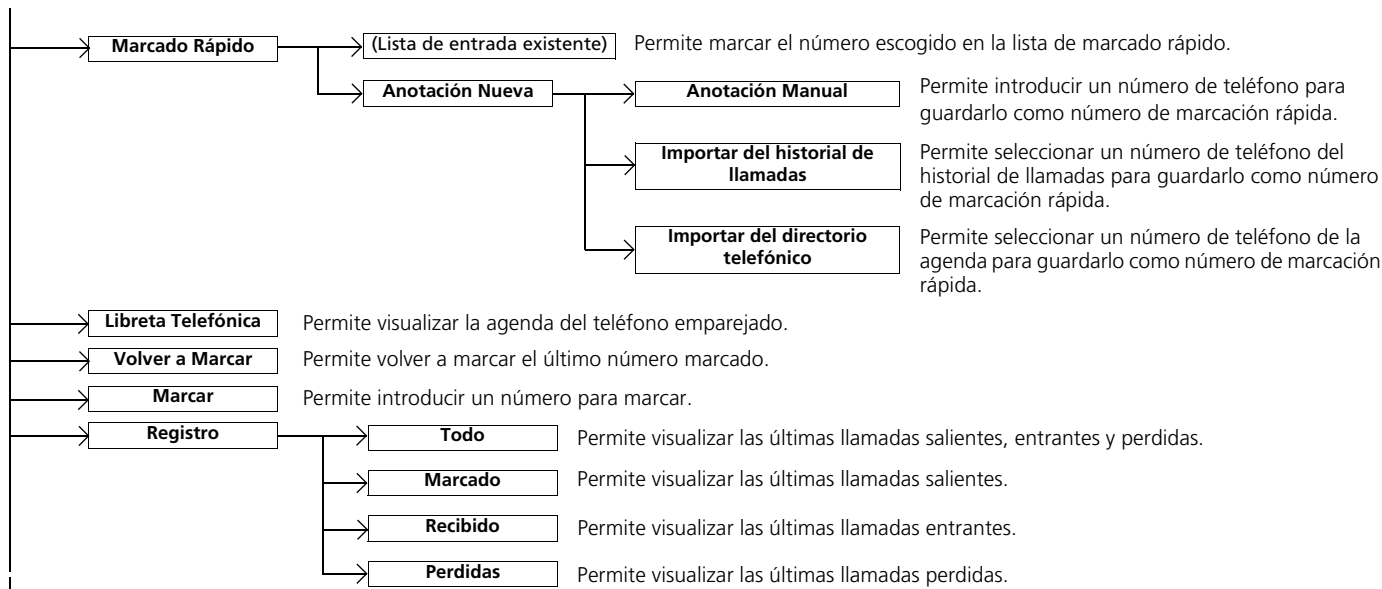 Marcado Rápido
(Lista de entrada existente)
Permite marcar el número escogido en la lista de marcado rápido.
Anotación Nueva
Anotación Manual
Permite introducir un número de teléfono para
guardarlo como número de marcación rápida.
Importar del historial de
llamadas
Permite seleccionar un número de teléfono del
historial de llamadas para guardarlo como número
de marcación rápida.
Importar del directorio
telefónico
Permite seleccionar un número de teléfono de la
agenda para guardarlo como número de marcación
rápida.
Libreta Telefónica
Permite visualizar la agenda del teléfono emparejado.
Volver a Marcar
Permite volver a marcar el último número marcado.
Marcar
Permite introducir un número para marcar.
Registro
Todo
Permite visualizar las últimas llamadas salientes, entrantes y perdidas.
Marcado
Permite visualizar las últimas llamadas salientes.
Recibido
Permite visualizar las últimas llamadas entrantes.
Perdidas
Permite visualizar las últimas llamadas perdidas.